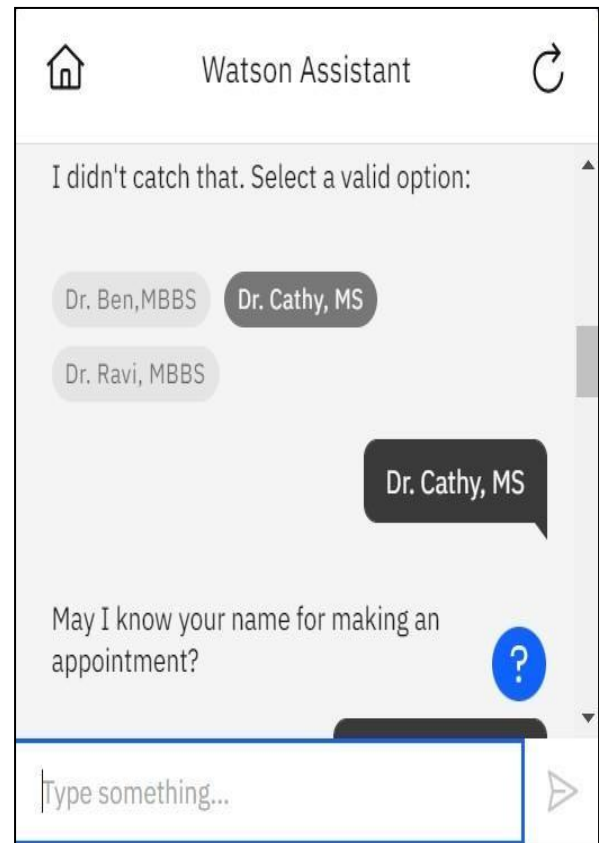 Watson Assistant
I didn't catch that. Select a valid option:
Dr. Ben,MBBS
Dr. Cathy, MS
Dr. Ravi, MBBS
Dr. Cathy, MS
May I know your name for making an
appointment?
?
Type something...